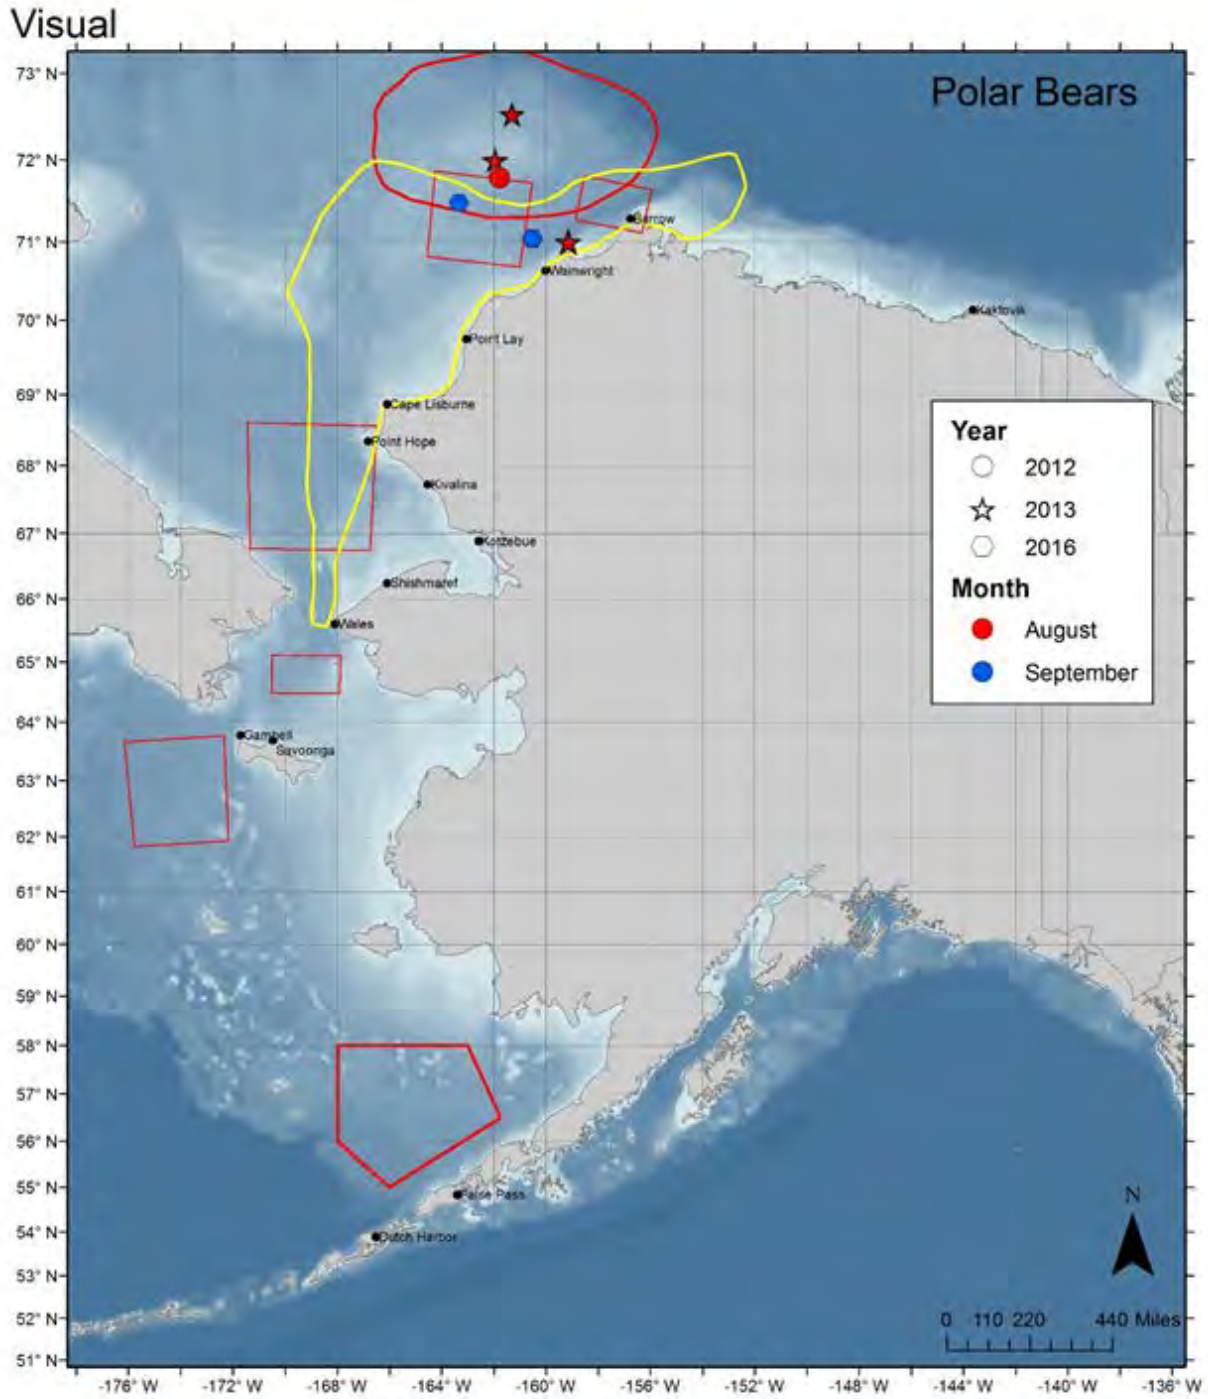 Visual
Polar Bears
73° N
72° N
71° N
70° N
69° N
68° N
67° N
66° N
65° N
64° N
63° N
62° N
61° N
60° N
59° N
58° N
57° N
56° N
55° N
54° N
53° N
52° N
51° N
Barrow
Wainwright
Kaktovik
Point Lay
Cape Lisburne
Point Hope
Kivalina
Kotzebue
Shishmaref
Wales
Gambell
Savoonga
False Pass
Dutch Harbor
Year
2012
2013
2016
Month
August
September
N
0 110 220 440 Miles
-176° W -172° W -168° W -164° W -160° W -156° W -152° W -148° W -144° W -140° W -136° W